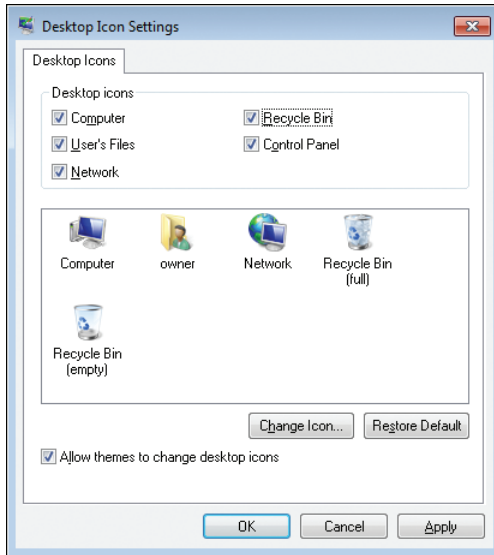 Desktop Icon Settings
Desktop Icons
Desktop icons
Computer
Recycle Bin
User's Files
Control Panel
Network
Computer
owner
Network
Recycle Bin
(full)
Recycle Bin
(empty)
Change Icon...
Restore Default
Allow themes to change desktop icons
OK
Cancel
Apply